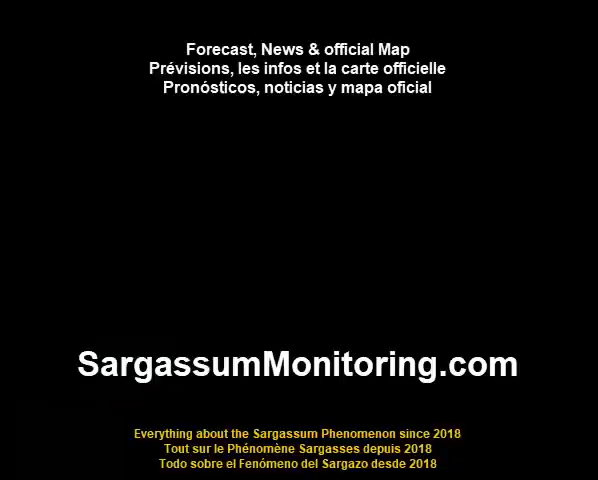 Forecast, News & official Map
Prévisions, les infos et la carte officielle
Pronósticos, noticias y mapa oficial
SargassumMonitoring.com
Everything about the Sargassum Phenomenon since 2018
Tout sur le Phénomène Sargasses depuis 2018
Todo sobre el Fenómeno del Sargazo desde 2018